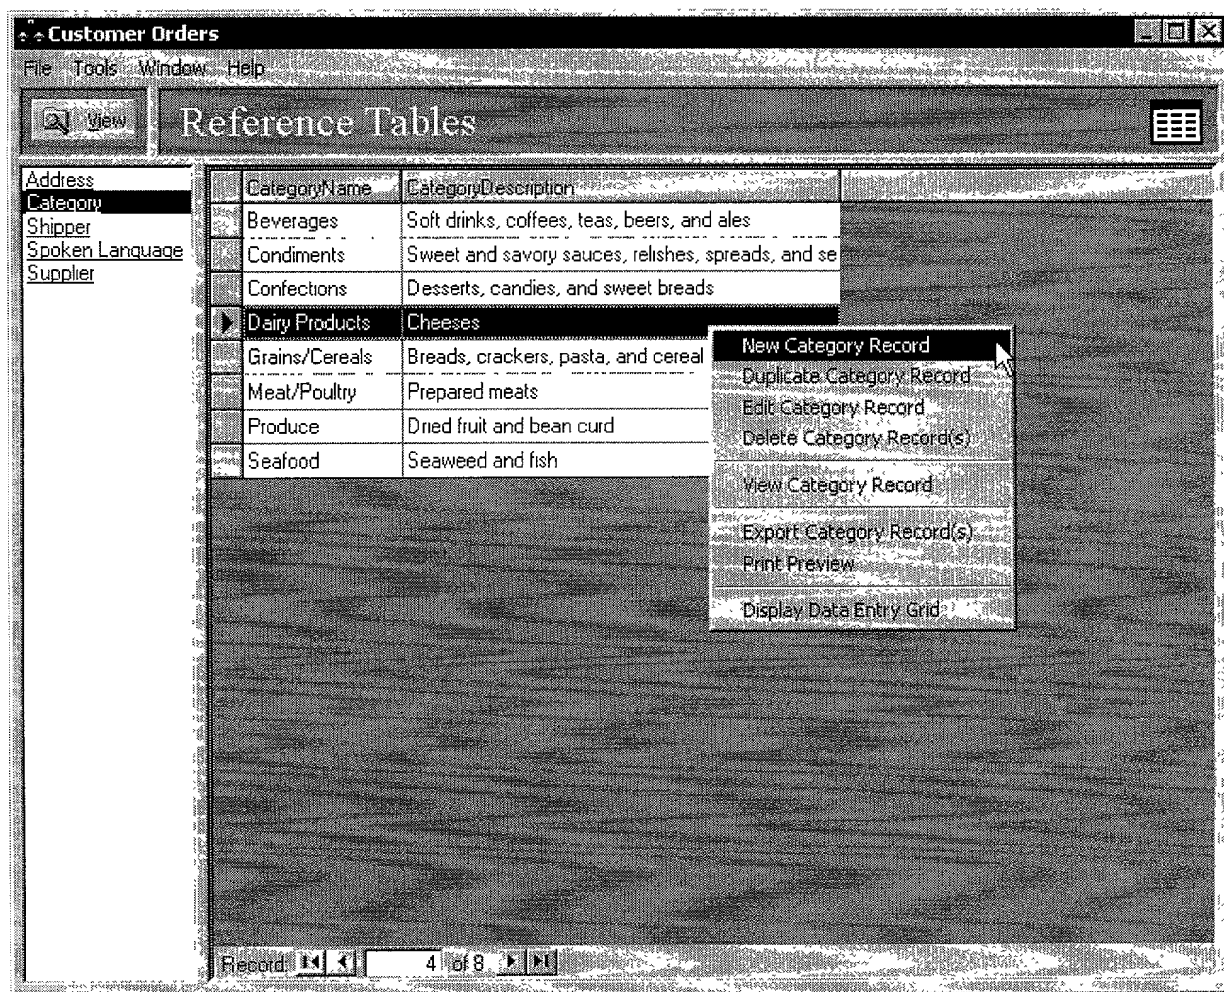 Customer Orders
File Tools Window Help
View
Reference Tables
Address
Category
Shipper
Spoken Language
Supplier
CategoryName CategoryDescription
Beverages Soft drinks, coffees, teas, beers, and ales
Condiments Sweet and savory sauces, relishes, spreads, and se
Confections Desserts, candies, and sweet breads
Dairy Products Cheeses
Grains/Cereals Breads, crackers, pasta, and cereal
Meat/Poultry Prepared meats
Produce Dried fruit and bean curd
Seafood Seaweed and fish
New Category Record
Duplicate Category Record
Edit Category Record
Delete Category Record(s)
View Category Record
Export Category Record(s)
Print Preview
Display Data Entry Grid
Record: 4 of 8